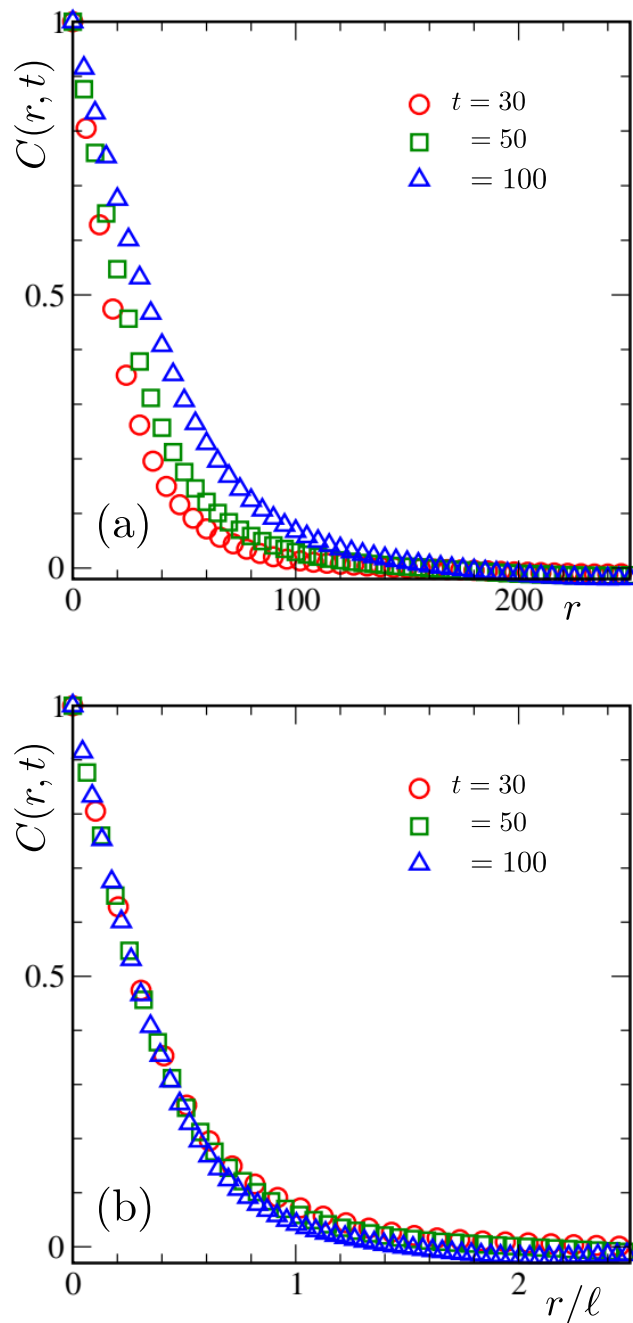 1
C(r, t)
t = 30
= 50
= 100
0.5
(a)
0
0 100 200
r
1
C(r, t)
t = 30
= 50
= 100
0.5
(b)
0
0 1 2
r/ℓ